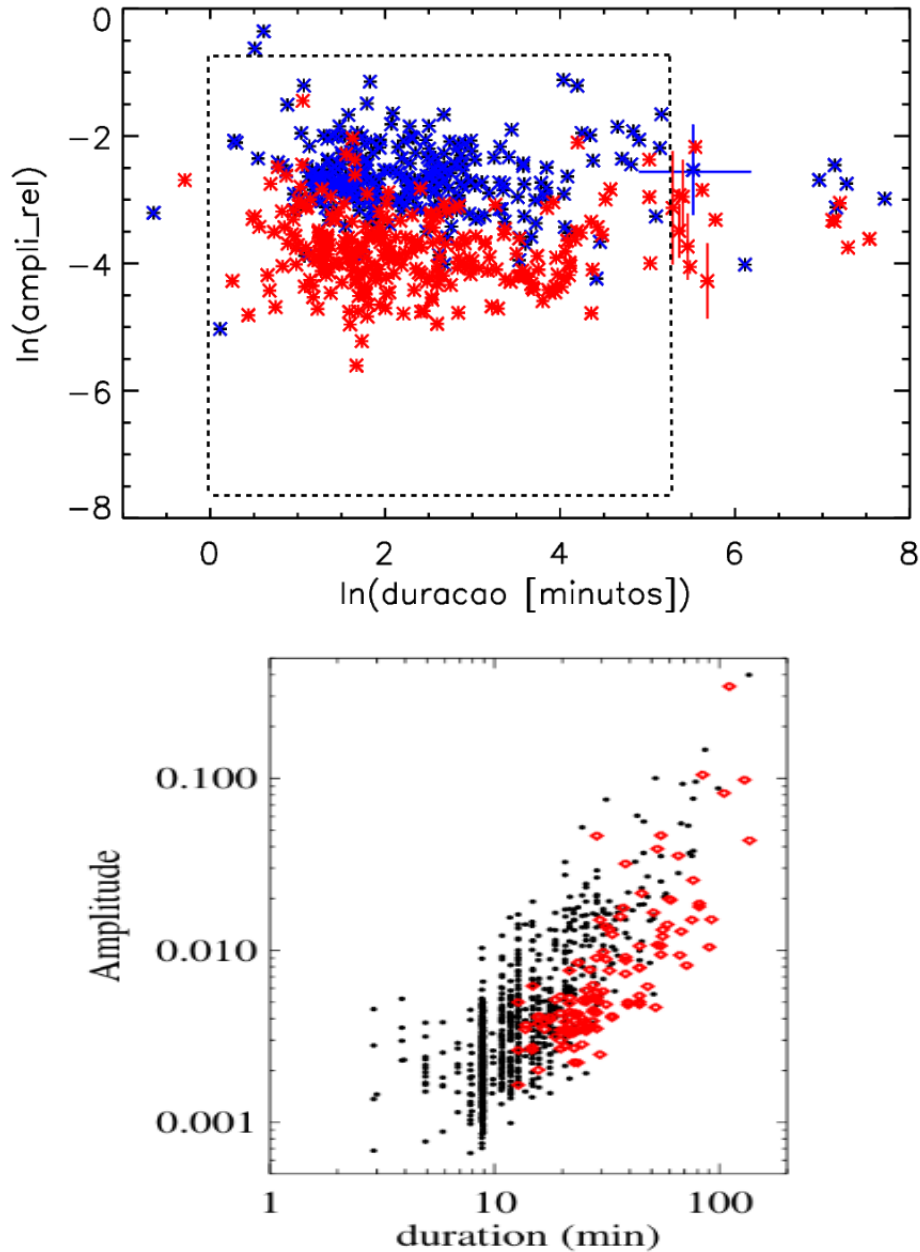 0
−2
−4
−6
−8
ln(ampli_rel)
0 2 4 6 8
ln(duracao [minutos])
0.100
0.010
0.001
Amplitude
1 10 100
duration (min)